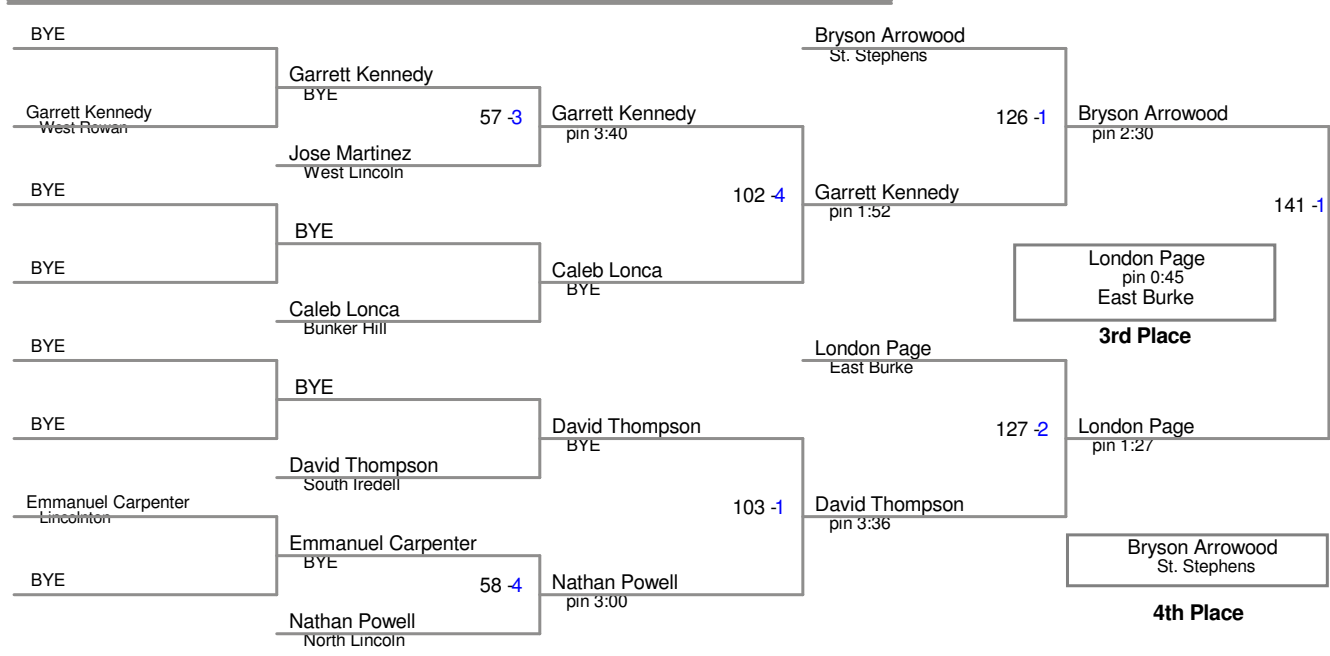 BYE
Garrett Kennedy
West Rowan
BYE
BYE
BYE
BYE
Emmanuel Carpenter
Lincolnton
BYE
Garrett Kennedy
BYE
57 -3
Jose Martinez
West Lincoln
BYE
Caleb Lonca
Bunker Hill
BYE
David Thompson
South Iredell
Emmanuel Carpenter
BYE
58 -4
Nathan Powell
North Lincoln
Garrett Kennedy
pin 3:40
102 -4
Caleb Lonca
BYE
David Thompson
BYE
103 -1
Nathan Powell
pin 3:00
Bryson Arrowood
St. Stephens
126 -1
Garrett Kennedy
pin 1:52
London Page
East Burke
127 -2
David Thompson
pin 3:36
Bryson Arrowood
pin 2:30
141 -1
London Page
pin 0:45
East Burke
3rd Place
London Page
pin 1:27
Bryson Arrowood
St. Stephens
4th Place